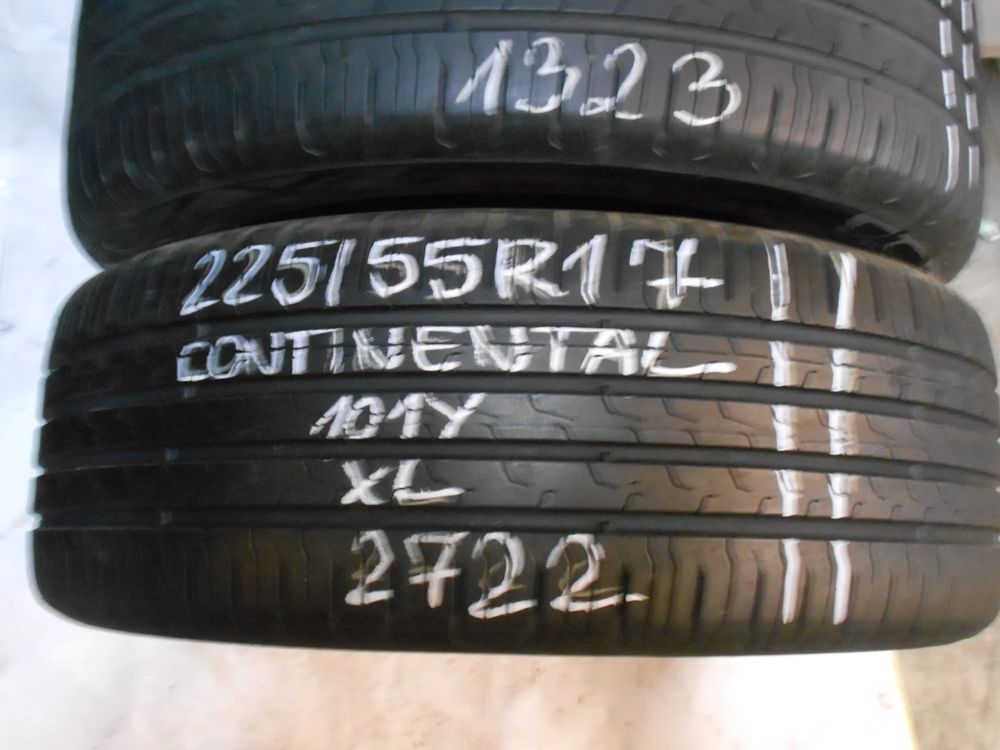 1323
225/55R17
CONTINENTAL
101Y
XL
2722